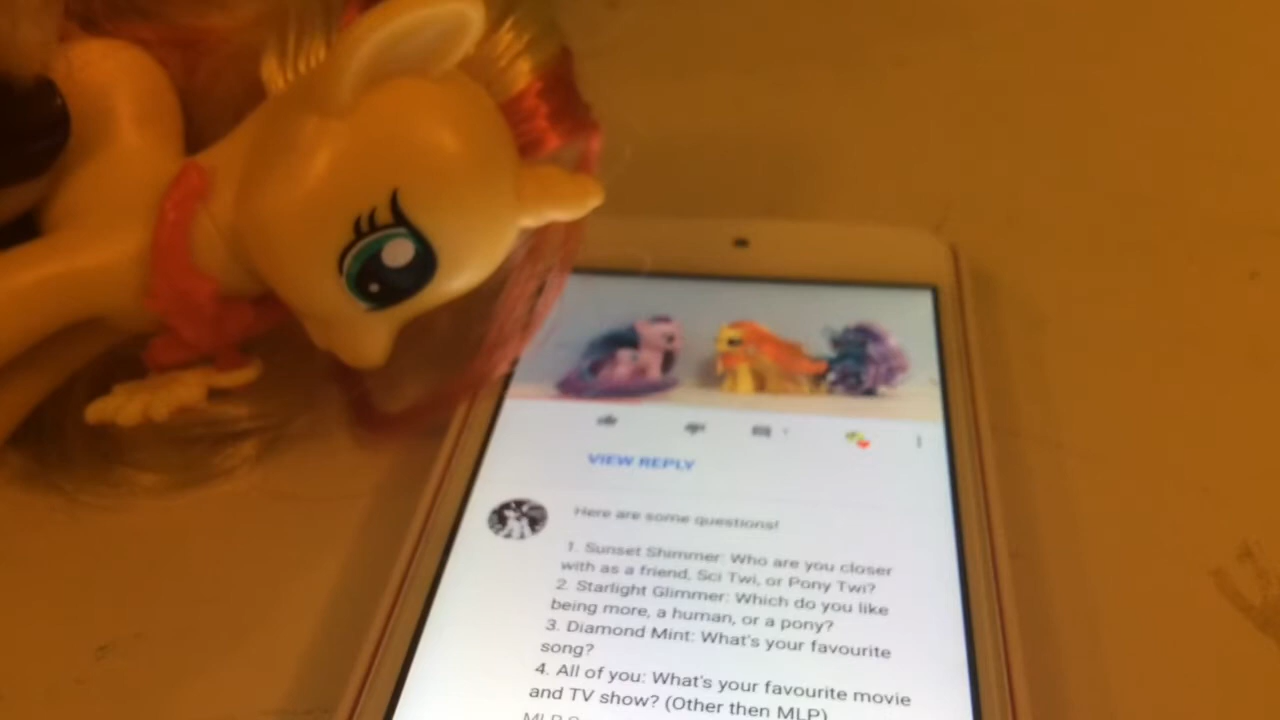 VIEW REPLY
Here are some questions!
1. Sunset Shimmer: Who are you closer
with as a friend, Sci Twi, or Pony Twi?
2. Starlight Glimmer: Which do you like
being more, a human, or a pony?
3. Diamond Mint: What's your favourite
song?
4. All of you: What's your favourite movie
and TV show? (Other then MLP)